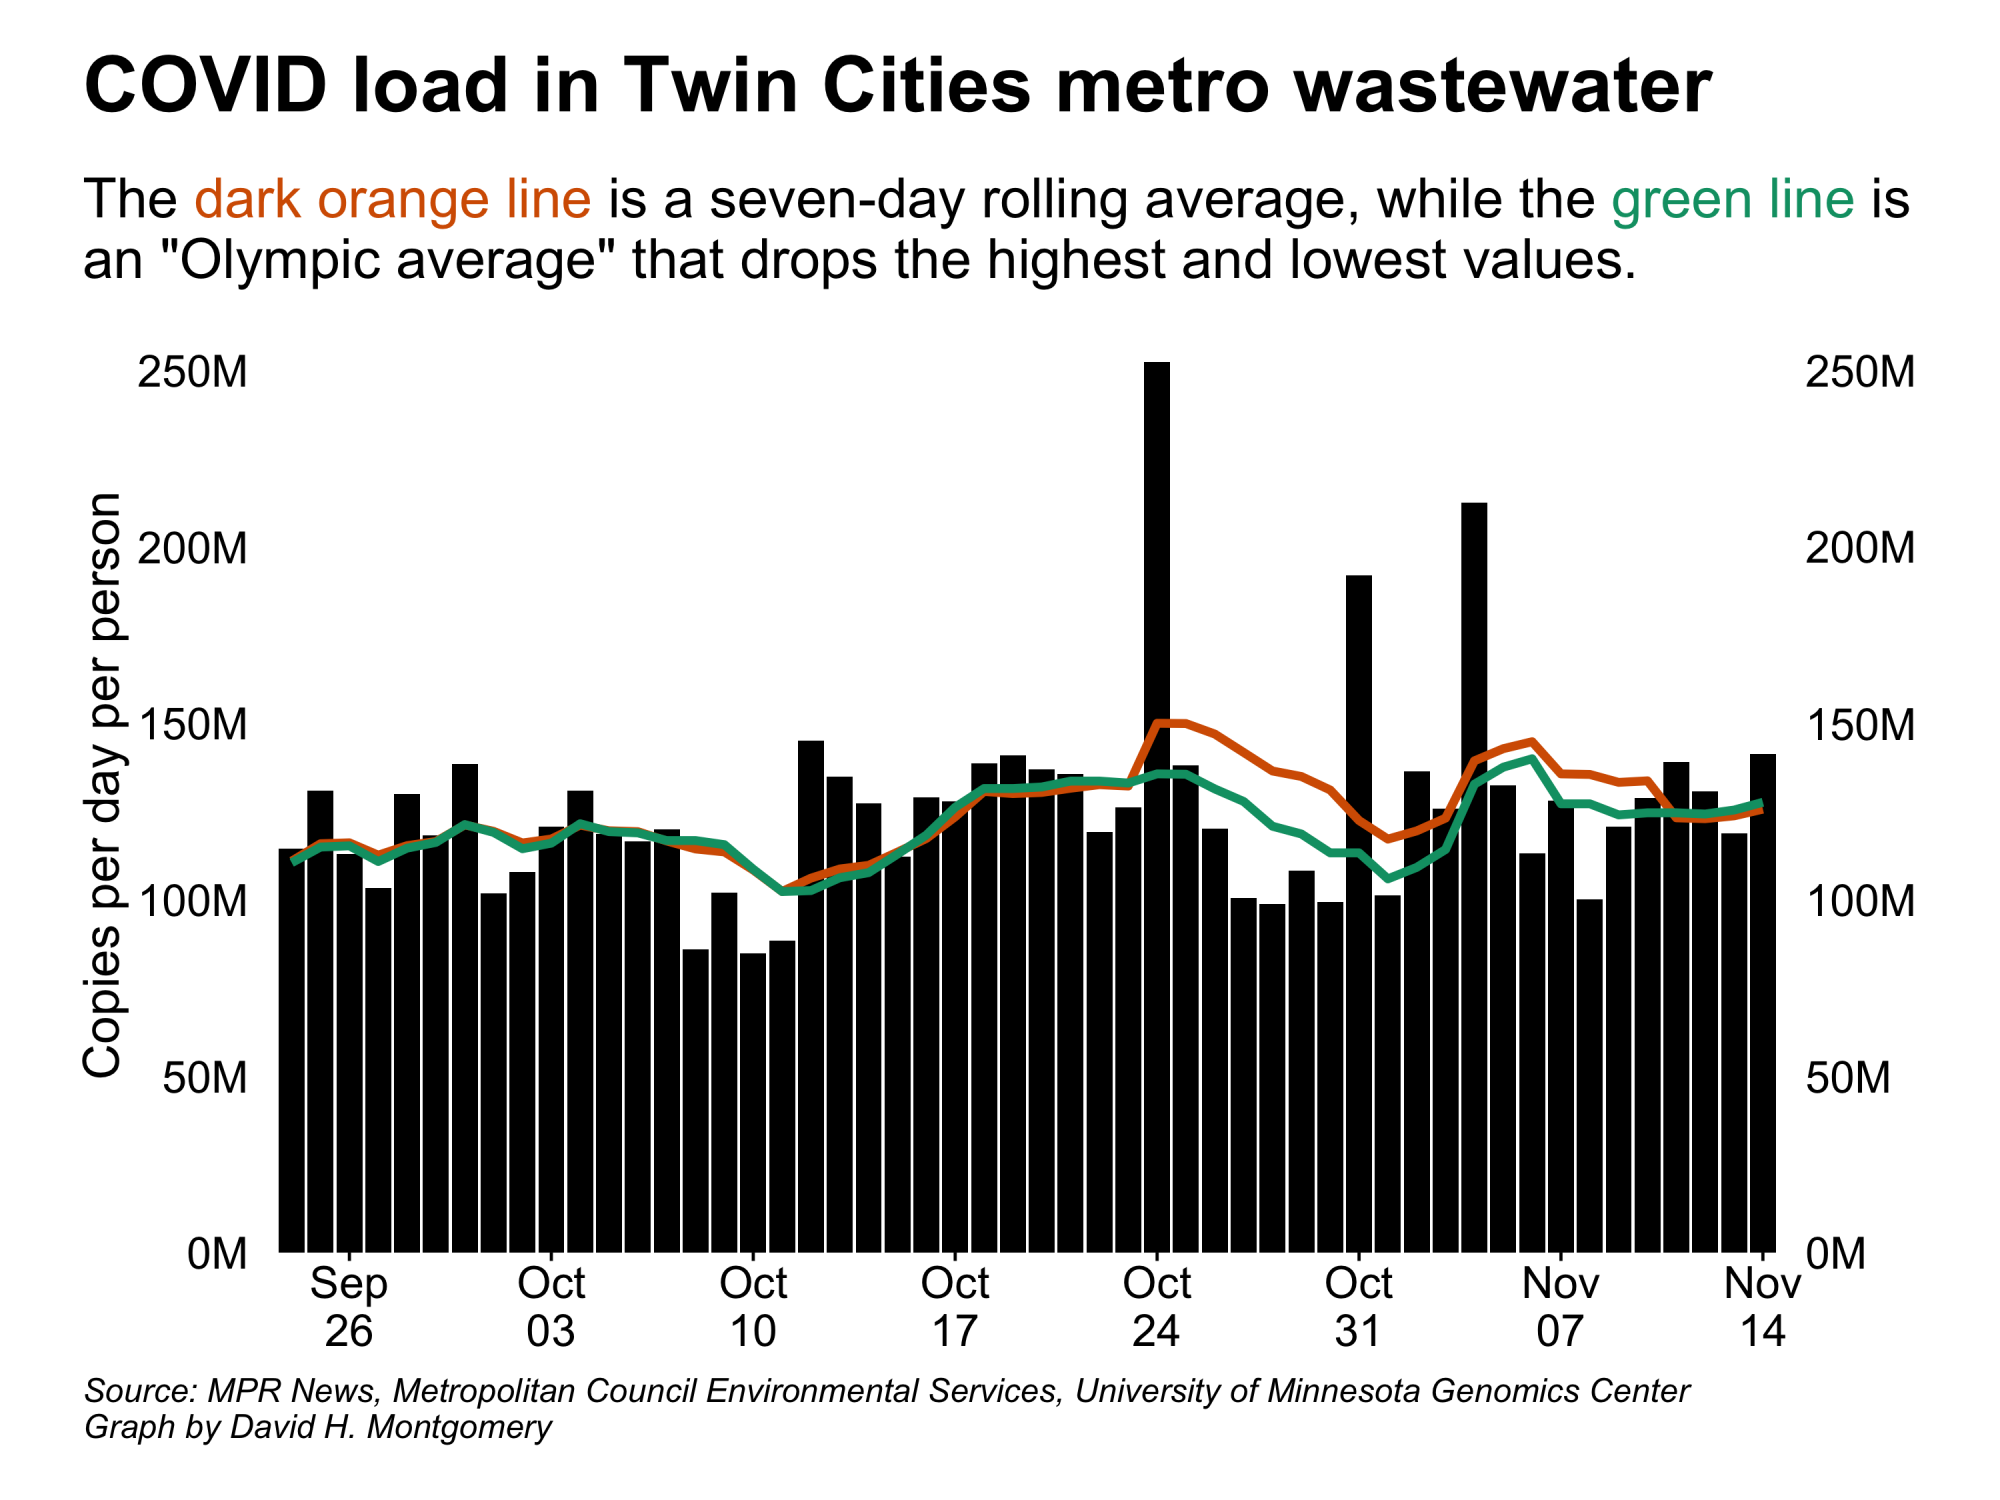 COVID load in Twin Cities metro wastewater
The dark orange line is a seven-day rolling average, while the green line is
an "Olympic average" that drops the highest and lowest values.
Copies per day per person
250M
200M
150M
100M
50M
0M
250M
200M
150M
100M
50M
0M
Sep
26
Oct
03
Oct
10
Oct
17
Oct
24
Oct
31
Nov
07
Nov
14
Source: MPR News, Metropolitan Council Environmental Services, University of Minnesota Genomics Center
Graph by David H. Montgomery